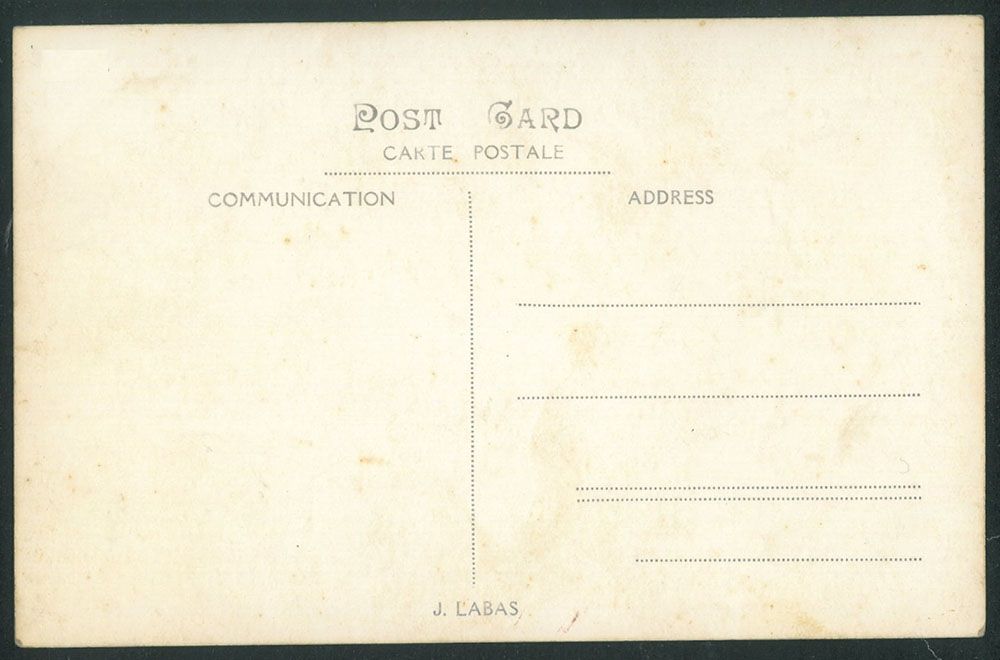 POST CARD
CARTE POSTALE
COMMUNICATION
ADDRESS
J. LABAS